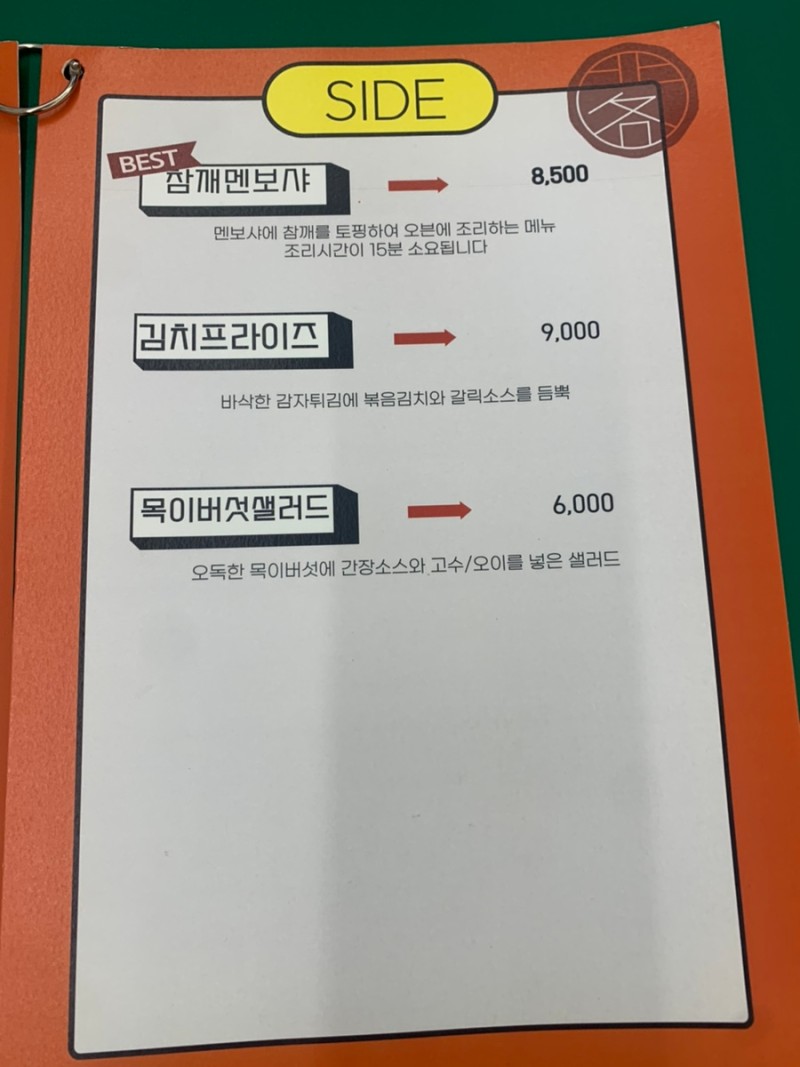 SIDE
BEST
참깨멘보샤
8,500
멘보샤에 참깨를 토핑하여 오븐에 조리하는 메뉴
조리시간이 15분 소요됩니다
김치프라이즈
9,000
바삭한 감자튀김에 볶음김치와 갈릭소스를 듬뿍
목이버섯샐러드
6,000
오독한 목이버섯에 간장소스와 고수/오이를 넣은 샐러드